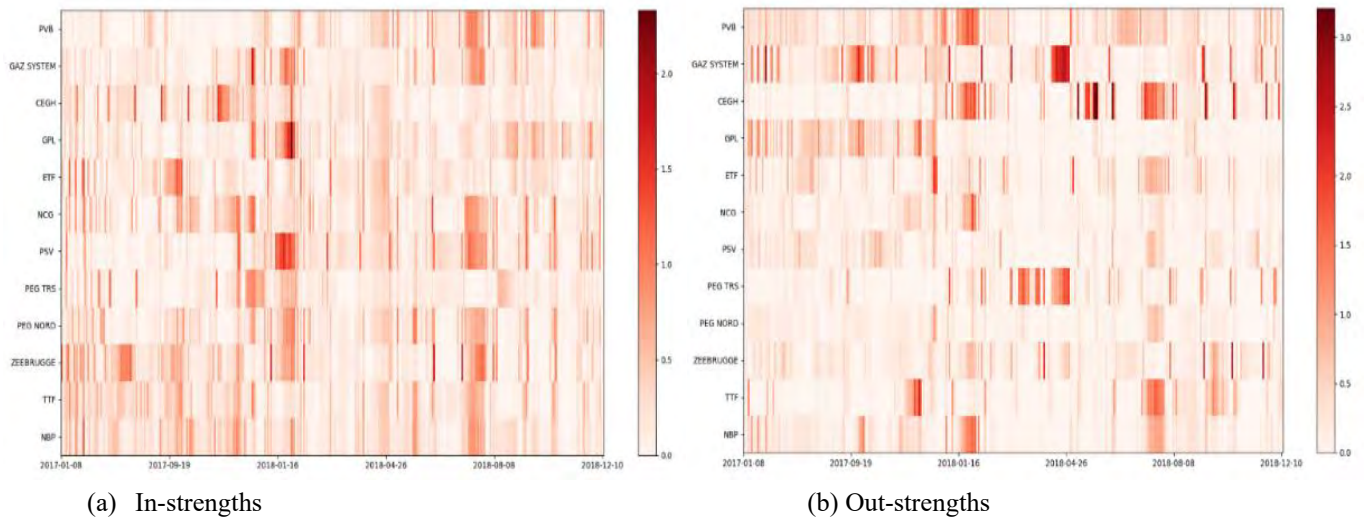 PVB
GAZ SYSTEM
CEGH
GPL
ETF
NCG
PSV
PEG TRS
PEG NORD
ZEEBRUGGE
TTF
NBP
2017-01-08 2017-09-19 2018-01-16 2018-04-26 2018-08-08 2018-12-10
2.0
1.5
1.0
0.5
0.0
PVB
GAZ SYSTEM
CEGH
GPL
ETF
NCG
PSV
PEG TRS
PEG NORD
ZEEBRUGGE
TTF
NBP
2017-01-08 2017-09-19 2018-01-16 2018-04-26 2018-08-08 2018-12-10
3.0
2.5
2.0
1.5
1.0
0.5
0.0
(a) In-strengths
(b) Out-strengths